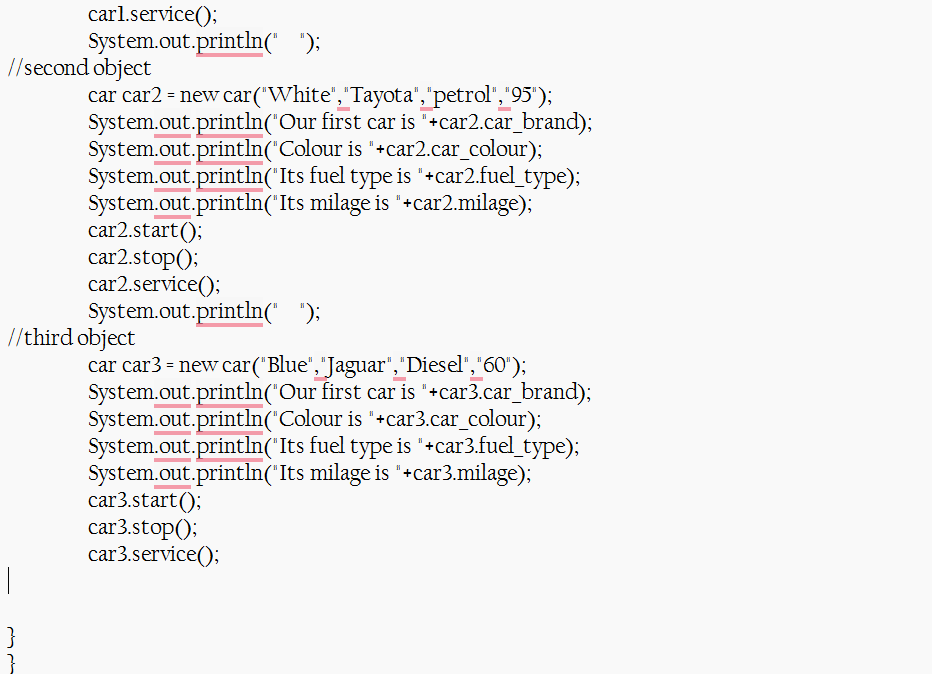 car1.service();
System.out.println("    ");
//second object
car car2 = new car("White","Tayota","petrol","95");
System.out.println("Our first car is "+car2.car_brand);
System.out.println("Colour is "+car2.car_colour);
System.out.println("Its fuel type is "+car2.fuel_type);
System.out.println("Its milage is "+car2.milage);
car2.start();
car2.stop();
car2.service();
System.out.println("    ");
//third object
car car3 = new car("Blue","Jaguar","Diesel","60");
System.out.println("Our first car is "+car3.car_brand);
System.out.println("Colour is "+car3.car_colour);
System.out.println("Its fuel type is "+car3.fuel_type);
System.out.println("Its milage is "+car3.milage);
car3.start();
car3.stop();
car3.service();
}
}